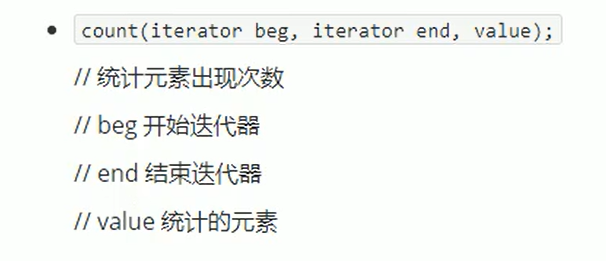 count(iterator beg, iterator end, value);
// 统计元素出现次数
// beg 开始迭代器
// end 结束迭代器
// value 统计的元素